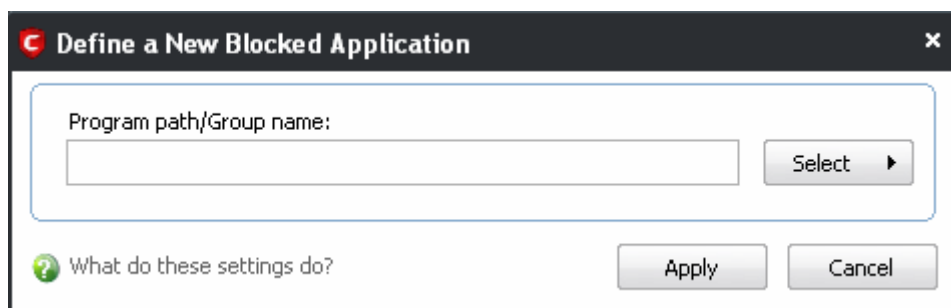 Define a New Blocked Application
Program path/Group name:
Select
What do these settings do?
Apply
Cancel